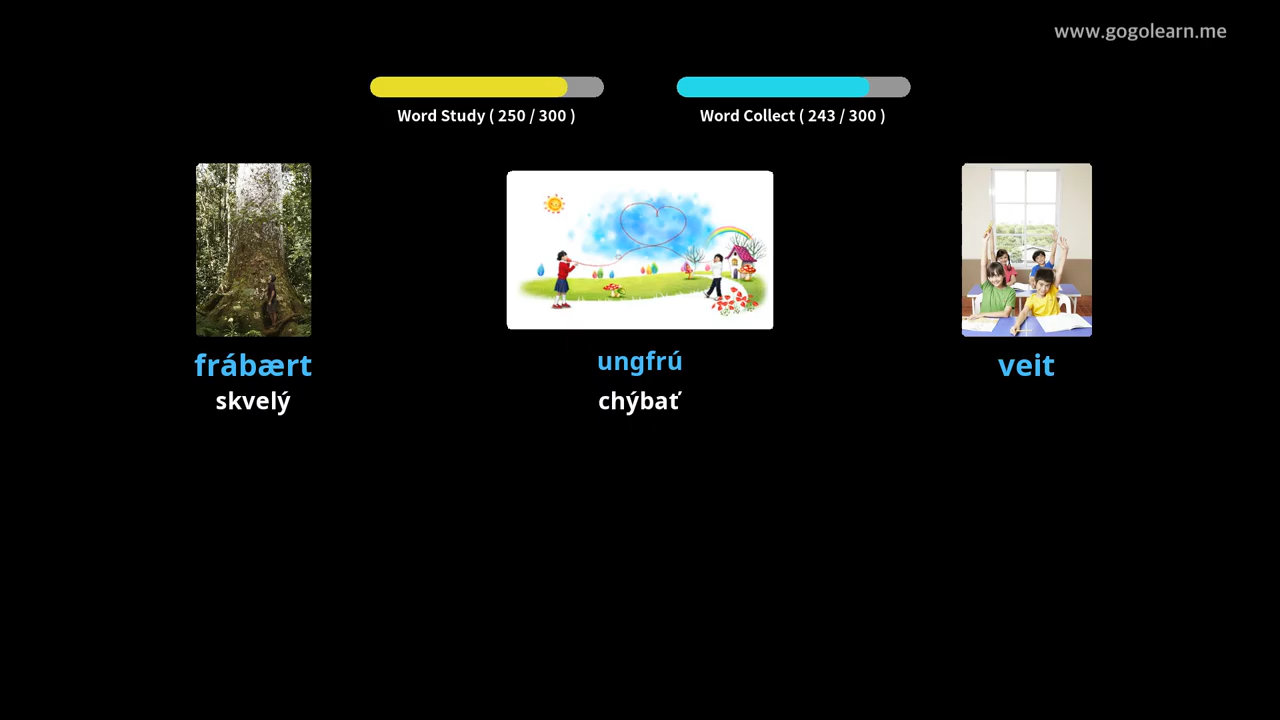 www.gogolearn.me
Word Study ( 250 / 300 )
Word Collect ( 243 / 300 )
frábært
skvelý
ungfrú
chýbať
veit